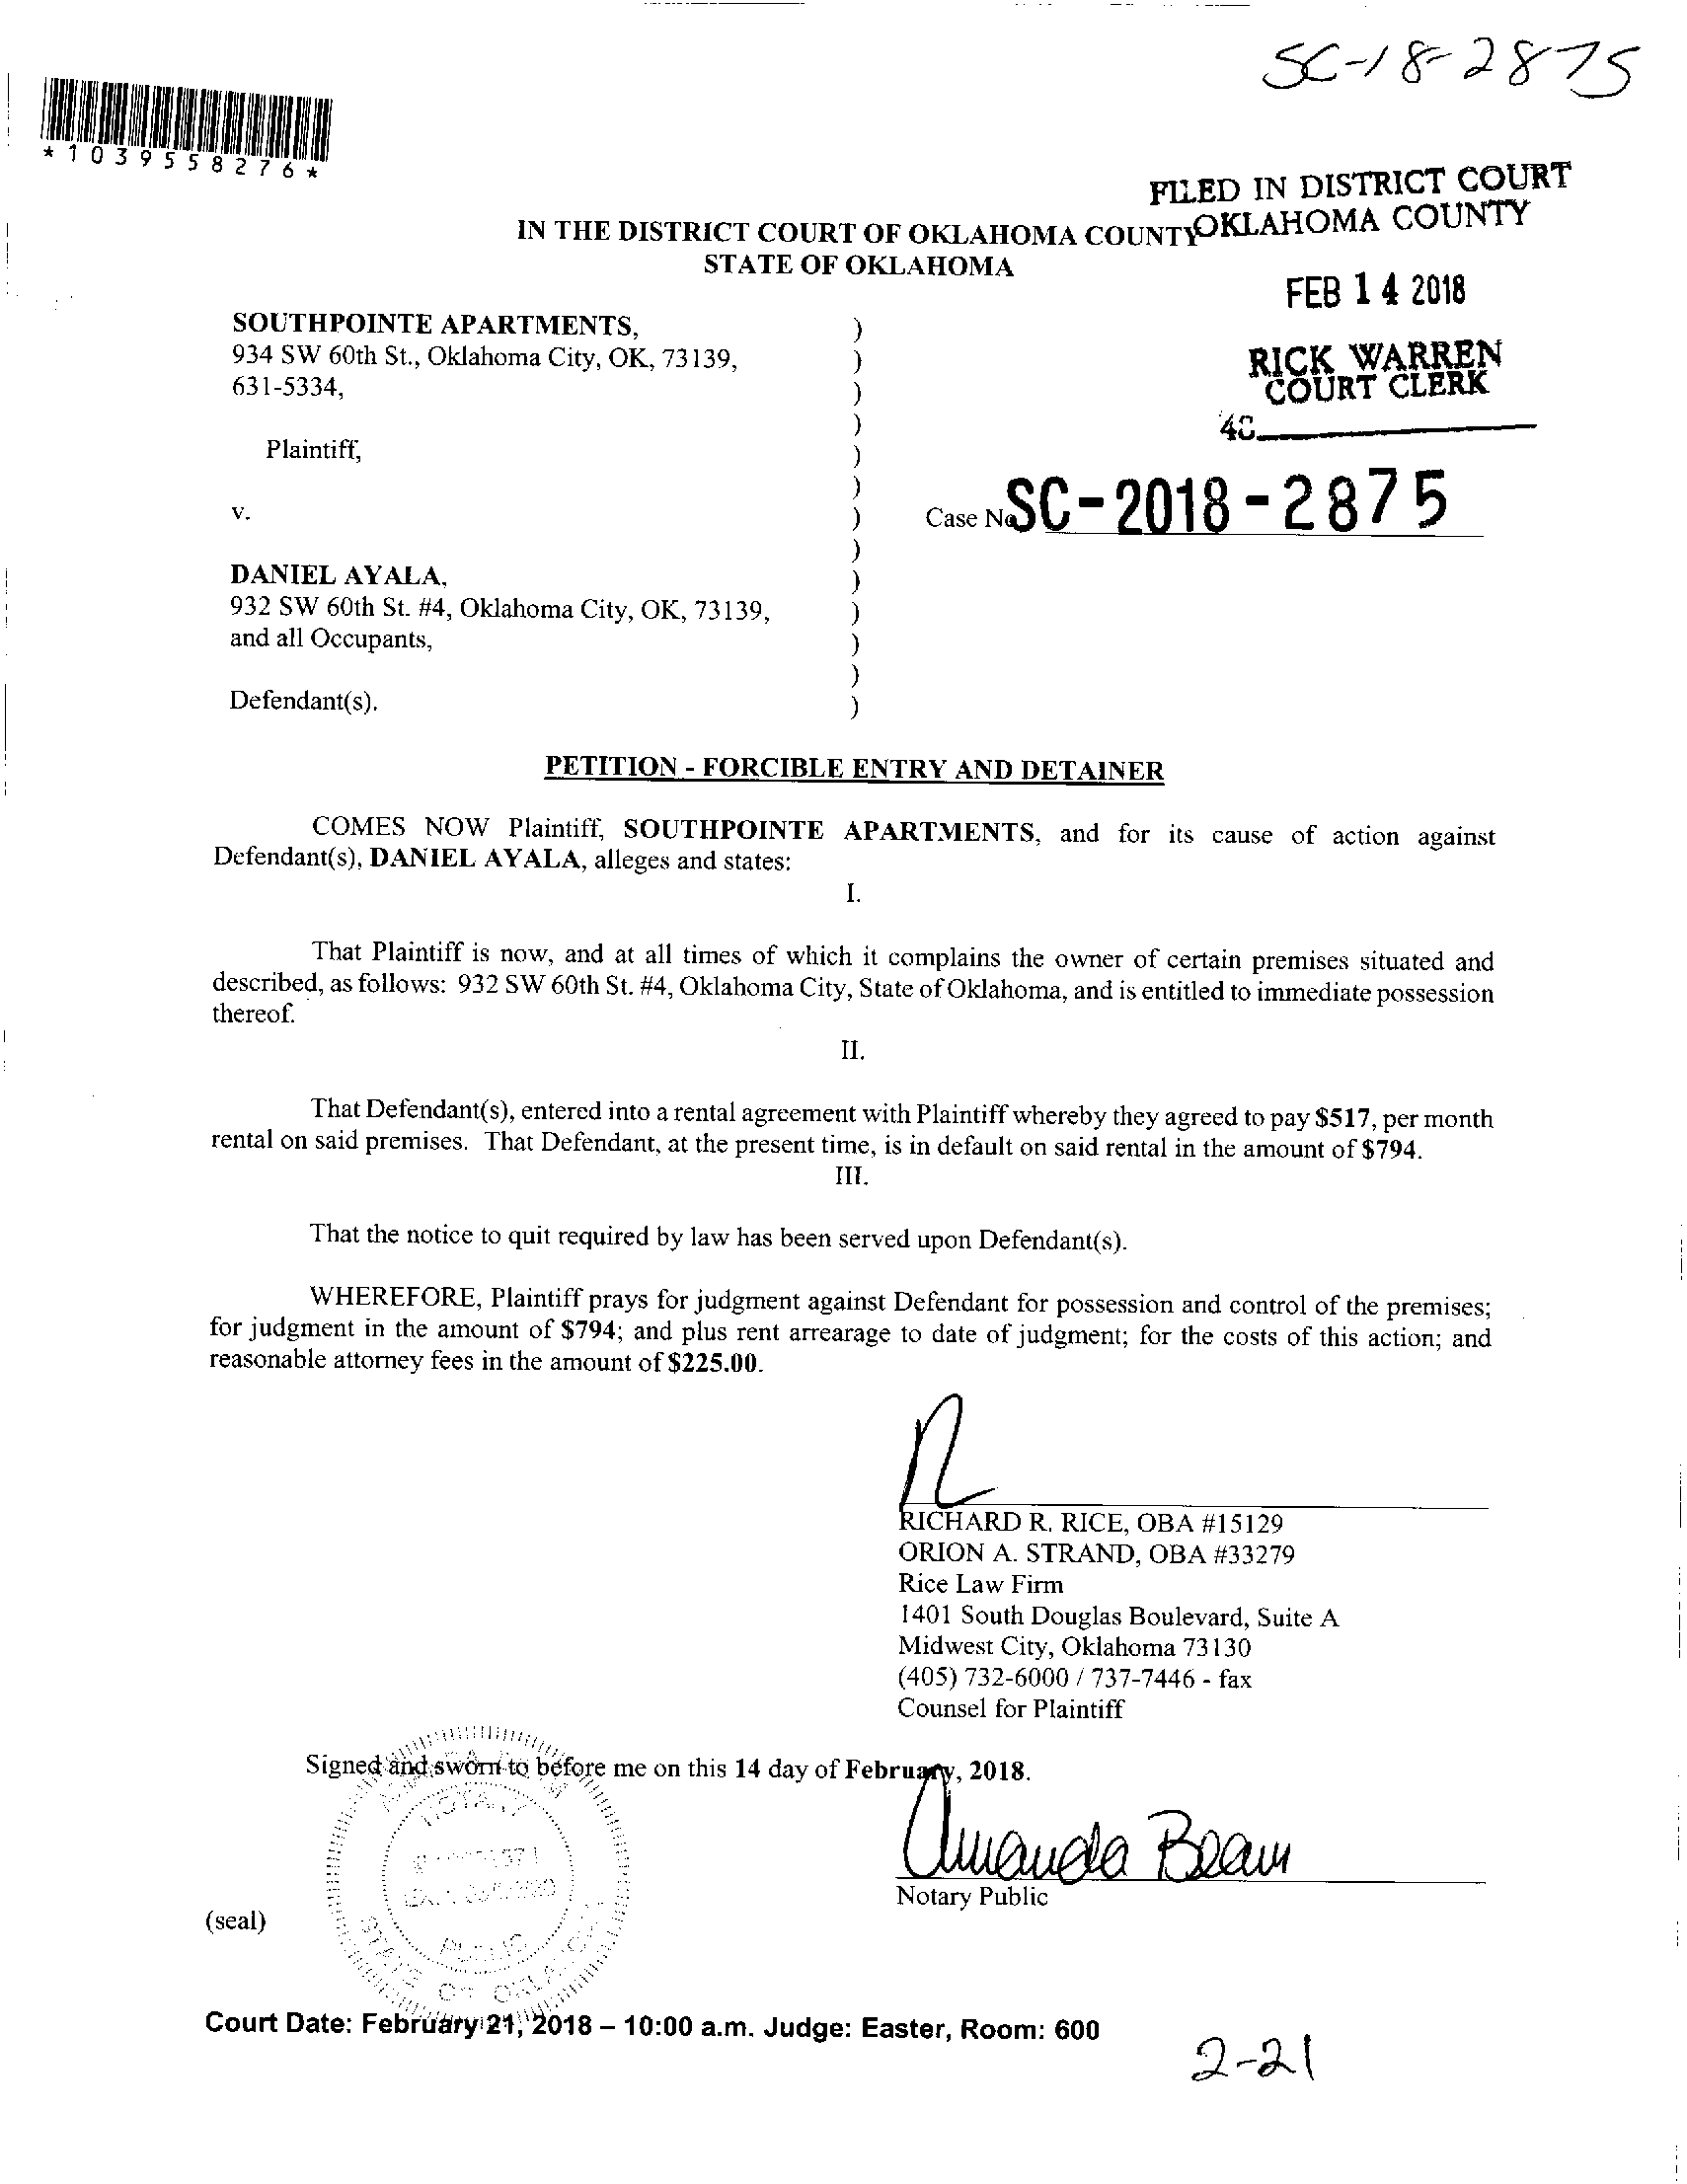 SC-18-2875
*1039558276*
FILED IN DISTRICT COURT
OKLAHOMA COUNTY
IN THE DISTRICT COURT OF OKLAHOMA COUNTY
STATE OF OKLAHOMA
FEB 14 2018
RICK WARREN
COURT CLERK
SOUTHPOINTE APARTMENTS, )
934 SW 60th St., Oklahoma City, OK, 73139, )
631-5334, )
)
Plaintiff, )
)
v. )
Case No SC-2018-2875
)
DANIEL AYALA, )
932 SW 60th St. #4, Oklahoma City, OK, 73139, )
and all Occupants, )
)
Defendant(s). )
PETITION - FORCIBLE ENTRY AND DETAINER
COMES NOW Plaintiff, SOUTHPOINTE APARTMENTS, and for its cause of action against
Defendant(s), DANIEL AYALA, alleges and states:
I.
That Plaintiff is now, and at all times of which it complains the owner of certain premises situated and
described, as follows: 932 SW 60th St. #4, Oklahoma City, State of Oklahoma, and is entitled to immediate possession
thereof.
II.
That Defendant(s), entered into a rental agreement with Plaintiff whereby they agreed to pay $517, per month
rental on said premises. That Defendant, at the present time, is in default on said rental in the amount of $794.
III.
That the notice to quit required by law has been served upon Defendant(s).
WHEREFORE, Plaintiff prays for judgment against Defendant for possession and control of the premises;
for judgment in the amount of $794; and plus rent arrearage to date of judgment; for the costs of this action; and
reasonable attorney fees in the amount of $225.00.
RICHARD R. RICE, OBA #15129
ORION A. STRAND, OBA #33279
Rice Law Firm
1401 South Douglas Boulevard, Suite A
Midwest City, Oklahoma 73130
(405) 732-6000 / 737-7446 - fax
Counsel for Plaintiff
Signed and sworn to before me on this 14 day of February, 2018.
NOTARY
PUBLIC
STATE OF OKLAHOMA
Amanda Beam
Notary Public
(seal)
Court Date: February 21, 2018 – 10:00 a.m. Judge: Easter, Room: 600
2-21